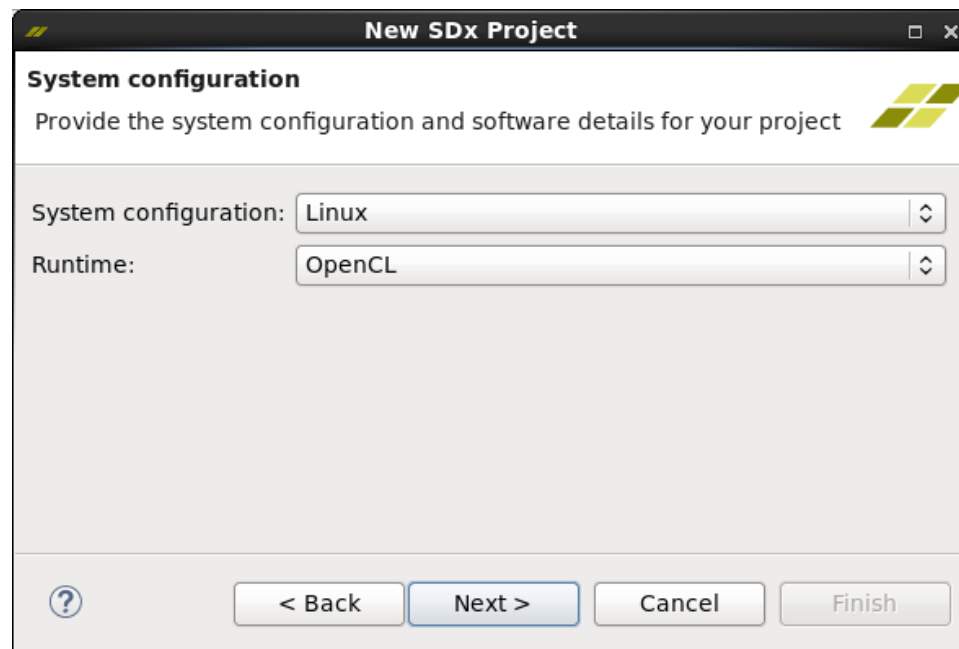 New SDx Project
System configuration
Provide the system configuration and software details for your project
System configuration: Linux
Runtime: OpenCL
? < Back Next > Cancel Finish